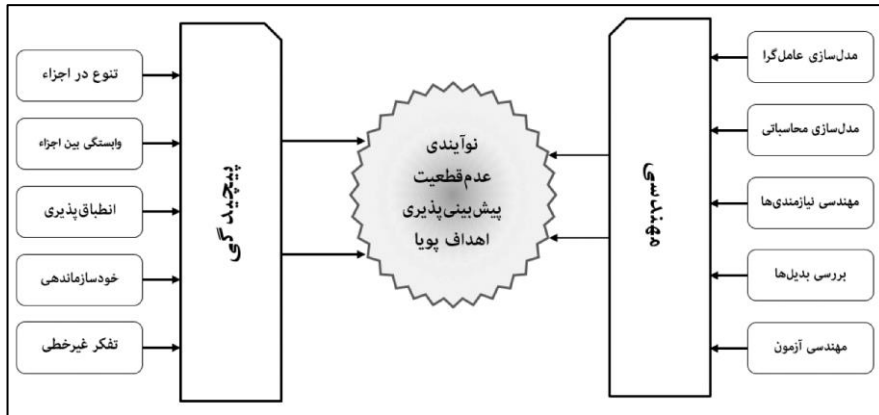 مدل‌سازی عامل‌گرا
مدل‌سازی محاسباتی
مهندسی نیازمندی‌ها
بررسی بدیل‌ها
مهندسی آزمون
مهندسی
نوآیندی
عدم‌قطعیت
پیش‌بینی‌پذیری
اهداف پویا
پیچیدگی
تنوع در اجزاء
وابستگی بین اجزاء
انطباق‌پذیری
خودسازماندهی
تفکر غیرخطی